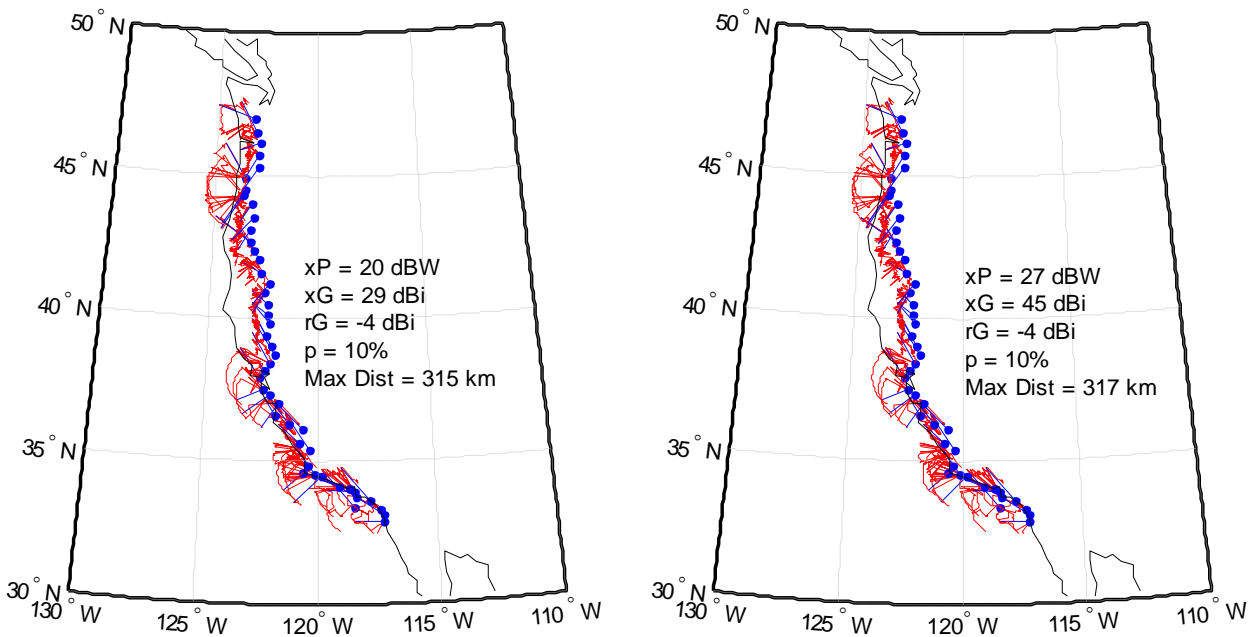 50° N
45° N
40° N
35° N
30° N
130° W
125° W
120° W
115° W
110° W
xP = 20 dBW
xG = 29 dBi
rG = -4 dBi
p = 10%
Max Dist = 315 km
50° N
45° N
40° N
35° N
30° N
130° W
125° W
120° W
115° W
110° W
xP = 27 dBW
xG = 45 dBi
rG = -4 dBi
p = 10%
Max Dist = 317 km